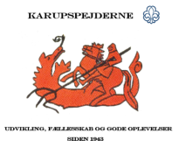 KARUPSPEJDERNE
UDVIKLING, FÆLLESSKAB OG GODE OPLEVELSER
SIDEN 1943